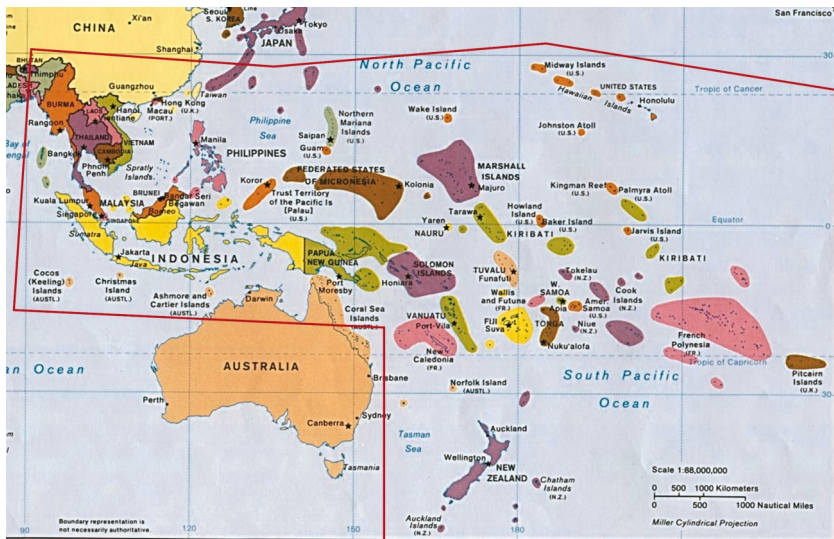 Seoul
S. KOREA
Xi'an
Tokyo
Osaka
JAPAN
San Francisco
CHINA
Shanghai
North Pacific
Ocean
30
BHUTAN
Thimphu
Midway Islands
(U.S.)
Tropic of Cancer
Guangzhou
Taiwan
Hawaiian Islands
UNITED STATES
Honolulu
BURMA
Hanoi
Macau
(PORT.)
Hong Kong
(U.K.)
LAOS
Vientiane
Rangoon
THAILAND
VIETNAM
Philippine
Sea
Northern
Mariana
Islands
(U.S.)
Wake Island
(U.S.)
Johnston Atoll
(U.S.)
Bay of
Bangkok
CAMBODIA
Phnom
Penh
Manila
Saipan
Guam
(U.S.)
PHILIPPINES
Spratly
Islands
FEDERATED STATES
OF MICRONESIA
MARSHALL
ISLANDS
Majuro
Koror
Kolonia
Trust Territory
of the Pacific Is
[Palau]
(U.S.)
Kingman Reef
(U.S.)
Palmyra Atoll
(U.S.)
Kuala Lumpur
MALAYSIA
BRUNEI
Bandar Seri
Begawan
Singapore
SINGAPORE
Borneo
Tarawa
Howland
Island
(U.S.)
Baker Island
(U.S.)
Equator
0
Yaren
NAURU
KIRIBATI
Jarvis Island
(U.S.)
Sumatra
Jakarta
Java
INDONESIA
PAPUA
NEW GUINEA
SOLOMON
ISLANDS
KIRIBATI
Cocos
(Keeling)
Islands
(AUSTL.)
Christmas
Island
(AUSTL.)
Port
Moresby
Honiara
TUVALU
Funafuti
Tokelau
(N.Z.)
Ashmore and
Cartier Islands
(AUSTL.)
Darwin
Coral Sea
Islands
(AUSTL.)
Wallis
and Futuna
(FR.)
W.
SAMOA
Apia
Amer.
Samoa
(U.S.)
Cook
Islands
(N.Z.)
VANUATU
Port-Vila
FIJI
Suva
TONGA
Niue
(N.Z.)
Nuku'alofa
French
Polynesia
(FR.)
New
Caledonia
(FR.)
Tropic of Capricorn
AUSTRALIA
an Ocean
Brisbane
South Pacific
Ocean
Pitcairn
Islands
(U.K.)
Norfolk Island
(AUSTL.)
30
Perth
Sydney
Canberra
Tasman
Sea
Auckland
Wellington
NEW
ZEALAND
Tasmania
Chatham
Islands
(N.Z.)
Scale 1:68,000,000
0 500 1000 Kilometers
0 500 1000 Nautical Miles
Auckland
Islands
(N.Z.)
Miller Cylindrical Projection
90
120
150
180
Boundary representation is
not necessarily authoritative.